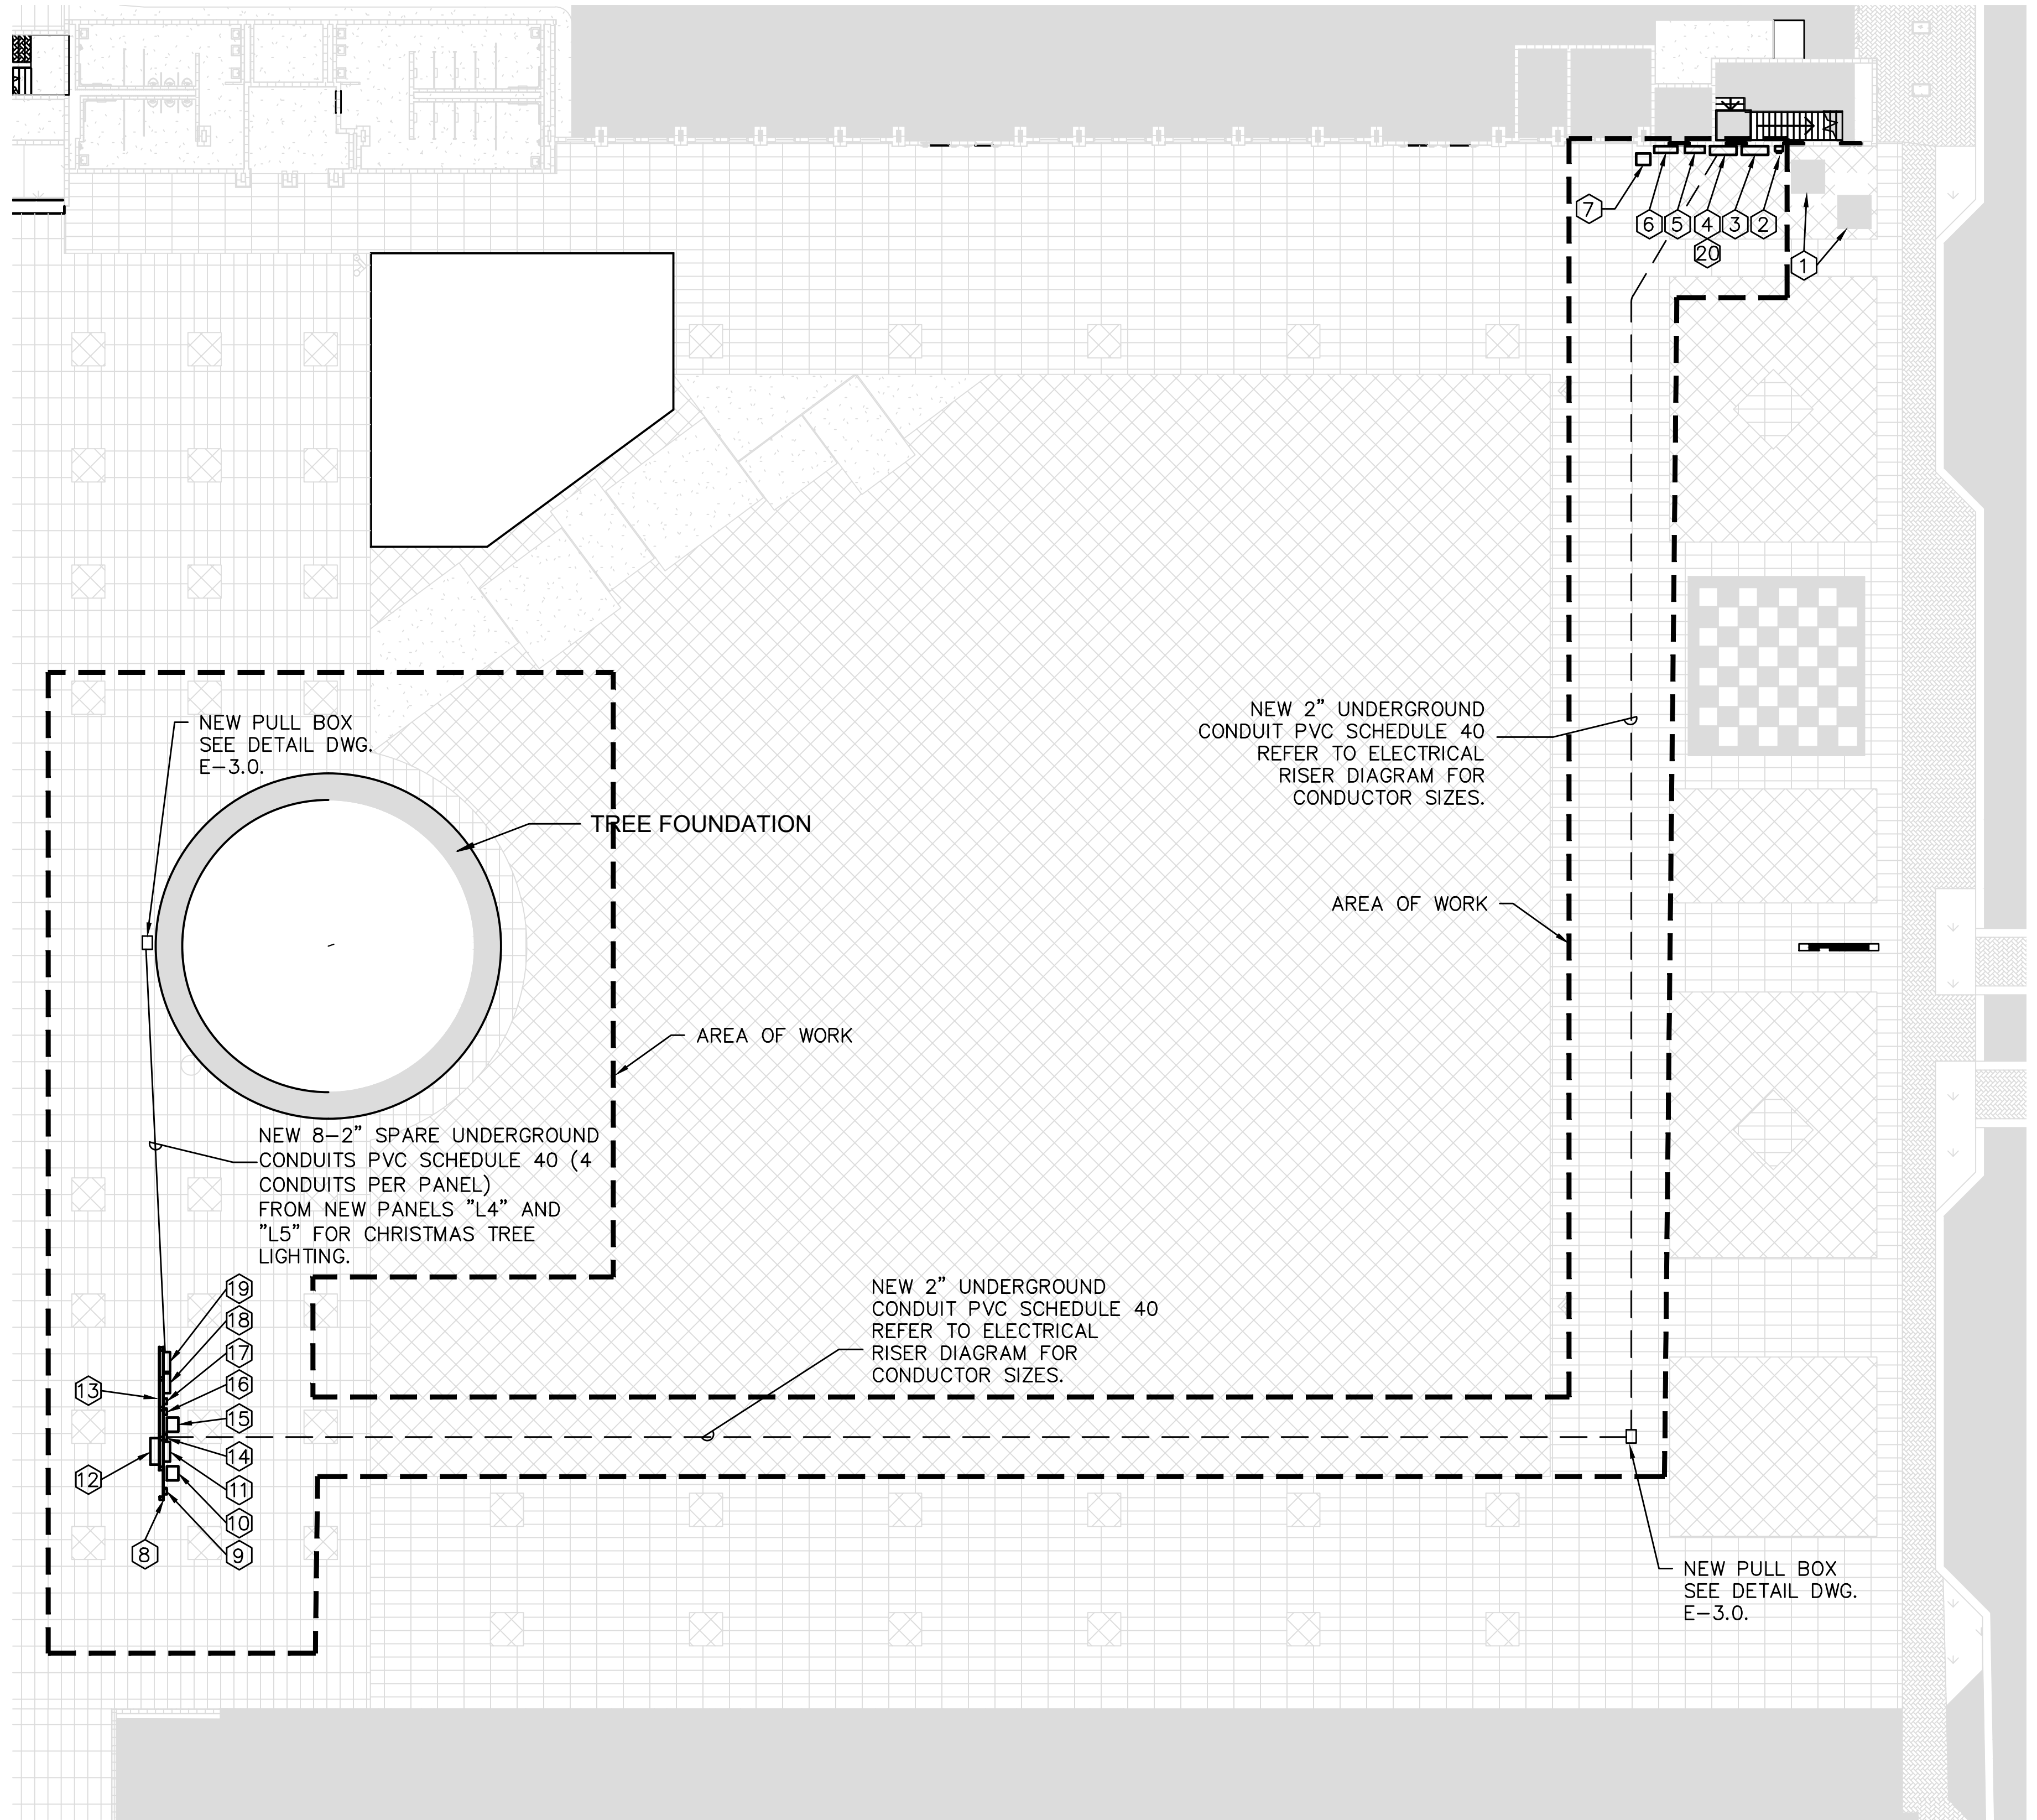 7
6
5
4
3
2
20
1
NEW PULL BOX
SEE DETAIL DWG.
E-3.0.
NEW 2" UNDERGROUND
CONDUIT PVC SCHEDULE 40
REFER TO ELECTRICAL
RISER DIAGRAM FOR
CONDUCTOR SIZES.
TREE FOUNDATION
AREA OF WORK
AREA OF WORK
NEW 8-2" SPARE UNDERGROUND
CONDUITS PVC SCHEDULE 40 (4
CONDUITS PER PANEL)
FROM NEW PANELS "L4" AND
"L5" FOR CHRISTMAS TREE
LIGHTING.
NEW 2" UNDERGROUND
CONDUIT PVC SCHEDULE 40
REFER TO ELECTRICAL
RISER DIAGRAM FOR
CONDUCTOR SIZES.
19
18
17
16
15
14
11
10
9
13
12
8
NEW PULL BOX
SEE DETAIL DWG.
E-3.0.